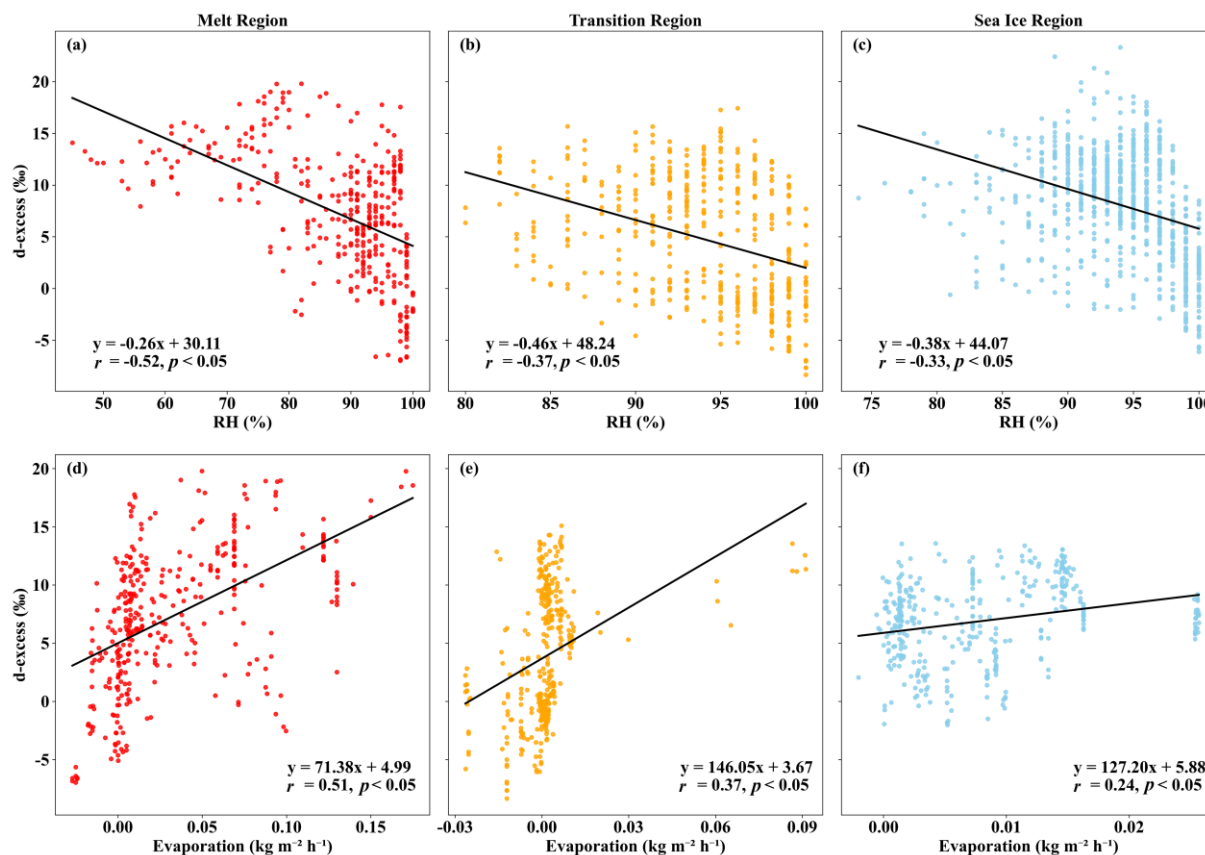 Melt Region
Transition Region
Sea Ice Region
(a)
(b)
(c)
20
15
10
5
0
-5
d-excess (‰)
y = -0.26x + 30.11
r = -0.52, p < 0.05
y = -0.46x + 48.24
r = -0.37, p < 0.05
y = -0.38x + 44.07
r = -0.33, p < 0.05
50 60 70 80 90 100
80 85 90 95 100
75 80 85 90 95 100
RH (%)
RH (%)
RH (%)
(d)
(e)
(f)
20
15
10
5
0
-5
d-excess (‰)
y = 71.38x + 4.99
r = 0.51, p < 0.05
y = 146.05x + 3.67
r = 0.37, p < 0.05
y = 127.20x + 5.88
r = 0.24, p < 0.05
0.00 0.05 0.10 0.15
-0.03 0.00 0.03 0.06 0.09
0.00 0.01 0.02
Evaporation (kg m⁻² h⁻¹)
Evaporation (kg m⁻² h⁻¹)
Evaporation (kg m⁻² h⁻¹)